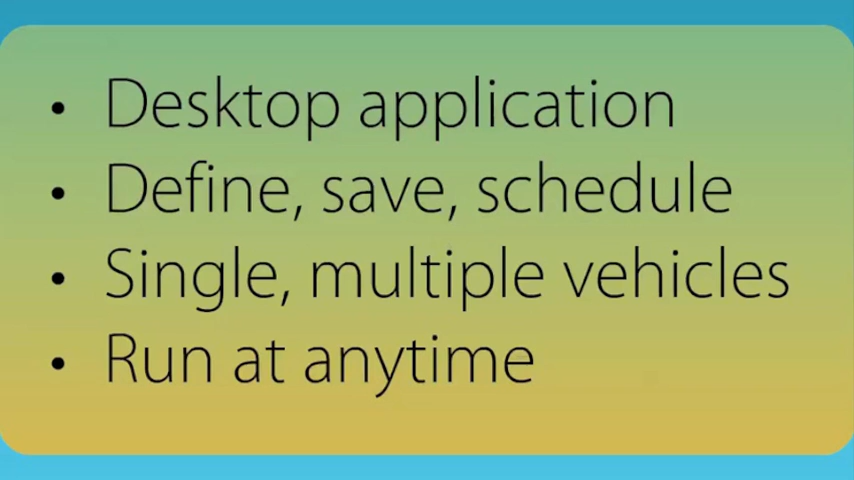 • Desktop application
• Define, save, schedule
• Single, multiple vehicles
• Run at anytime